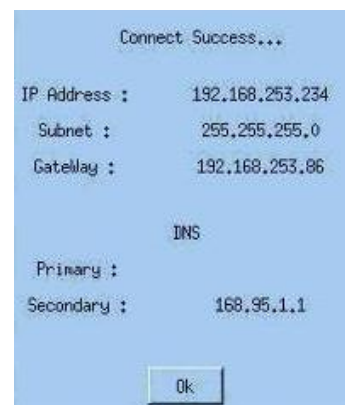 Connect Success...
IP Address : 192.168.253.234
Subnet : 255.255.255.0
GateWay : 192.168.253.86
DNS
Primary :
Secondary : 168.95.1.1
Ok